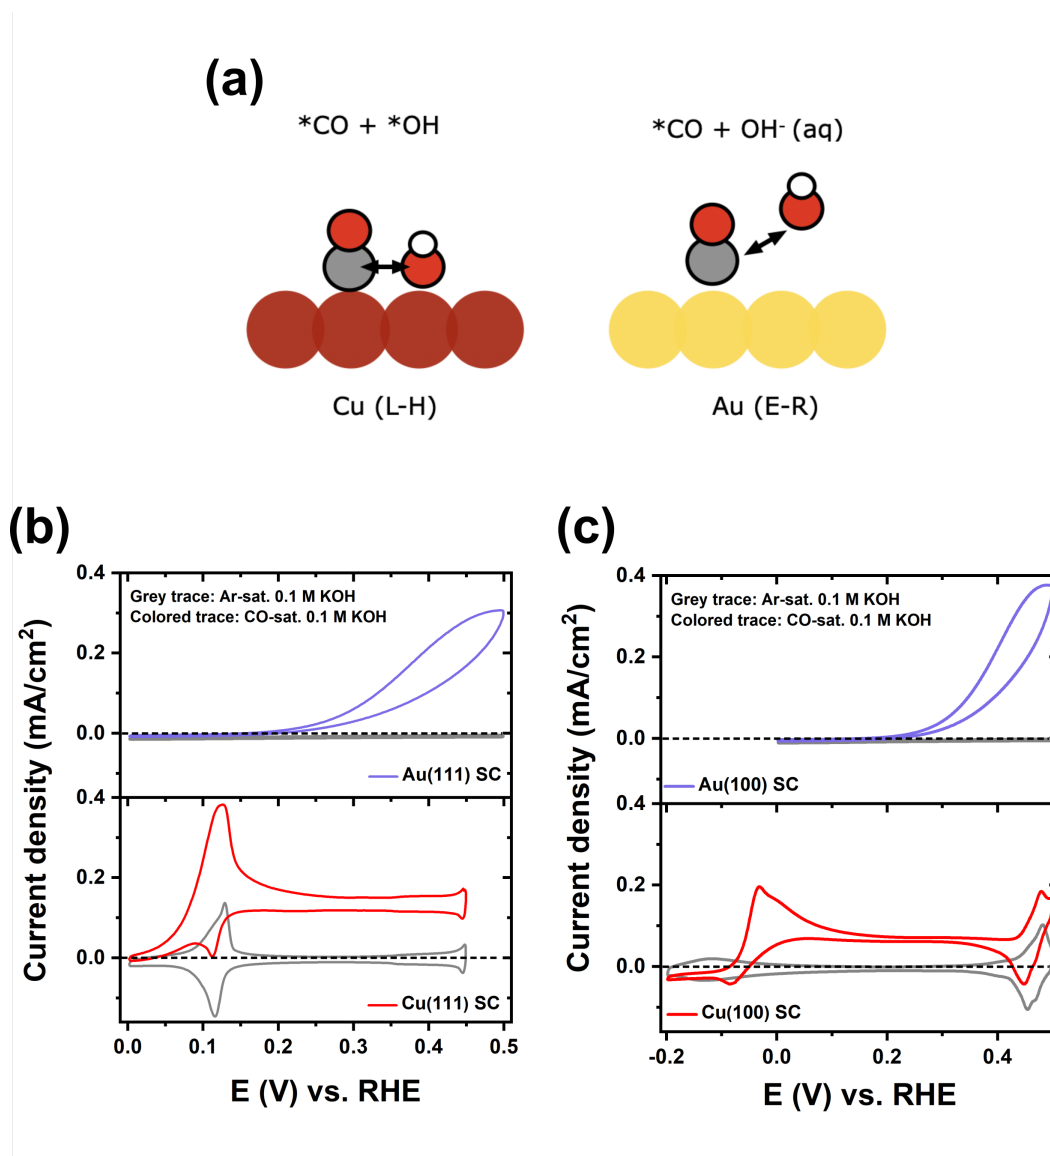 (a)
*CO + *OH
*CO + OH⁻ (aq)
Cu (L-H)
Au (E-R)
(b)
Current density (mA/cm²)
0.4
0.2
0.0
Grey trace: Ar-sat. 0.1 M KOH
Colored trace: CO-sat. 0.1 M KOH
Au(111) SC
0.4
0.2
0.0
Cu(111) SC
0.0 0.1 0.2 0.3 0.4 0.5
E (V) vs. RHE
(c)
Current density (mA/cm²)
0.4
0.2
0.0
Grey trace: Ar-sat. 0.1 M KOH
Colored trace: CO-sat. 0.1 M KOH
Au(100) SC
0.4
0.2
0.0
Cu(100) SC
-0.2 0.0 0.2 0.4
E (V) vs. RHE